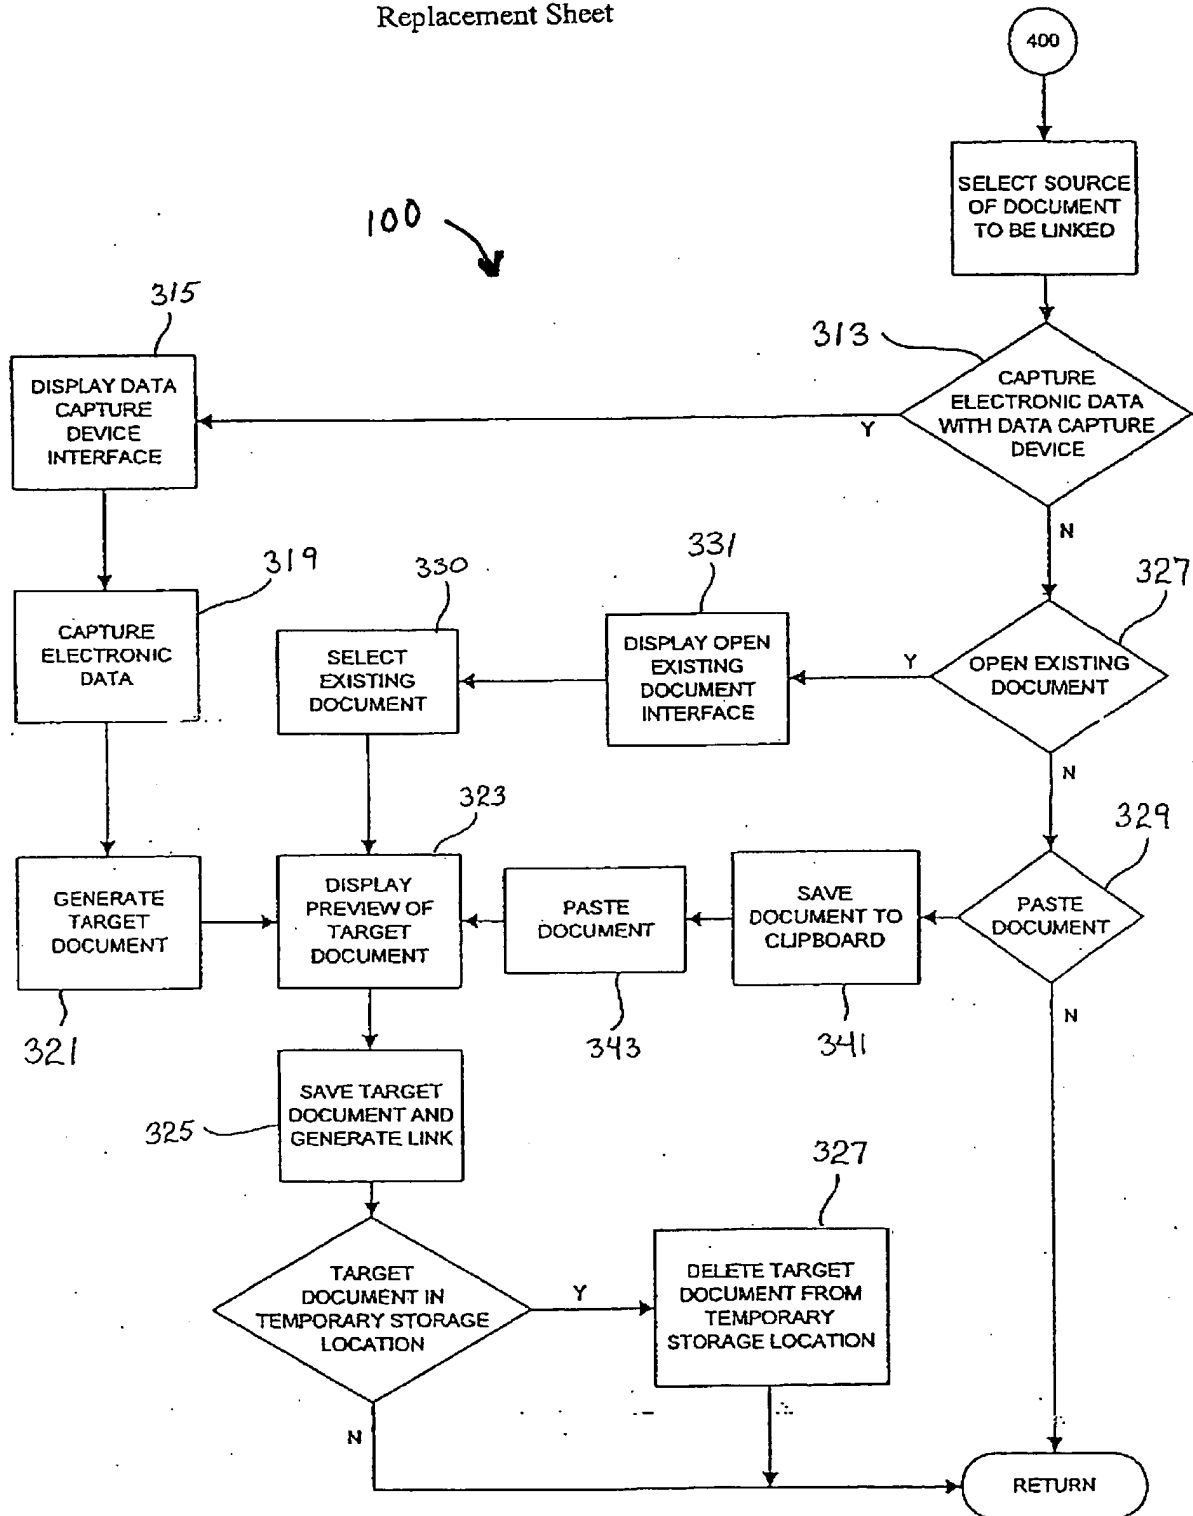 Replacement Sheet
400
SELECT SOURCE
OF DOCUMENT
TO BE LINKED
100
315
313
DISPLAY DATA
CAPTURE
DEVICE
INTERFACE
CAPTURE
ELECTRONIC DATA
WITH DATA CAPTURE
DEVICE
Y
N
319
330
331
327
CAPTURE
ELECTRONIC
DATA
SELECT
EXISTING
DOCUMENT
DISPLAY OPEN
EXISTING
DOCUMENT
INTERFACE
Y
OPEN EXISTING
DOCUMENT
N
323
329
GENERATE
TARGET
DOCUMENT
DISPLAY
PREVIEW OF
TARGET
DOCUMENT
PASTE
DOCUMENT
SAVE
DOCUMENT TO
CLIPBOARD
PASTE
DOCUMENT
N
321
343
341
SAVE TARGET
DOCUMENT AND
GENERATE LINK
325
327
TARGET
DOCUMENT IN
TEMPORARY STORAGE
LOCATION
Y
DELETE TARGET
DOCUMENT FROM
TEMPORARY
STORAGE LOCATION
N
RETURN